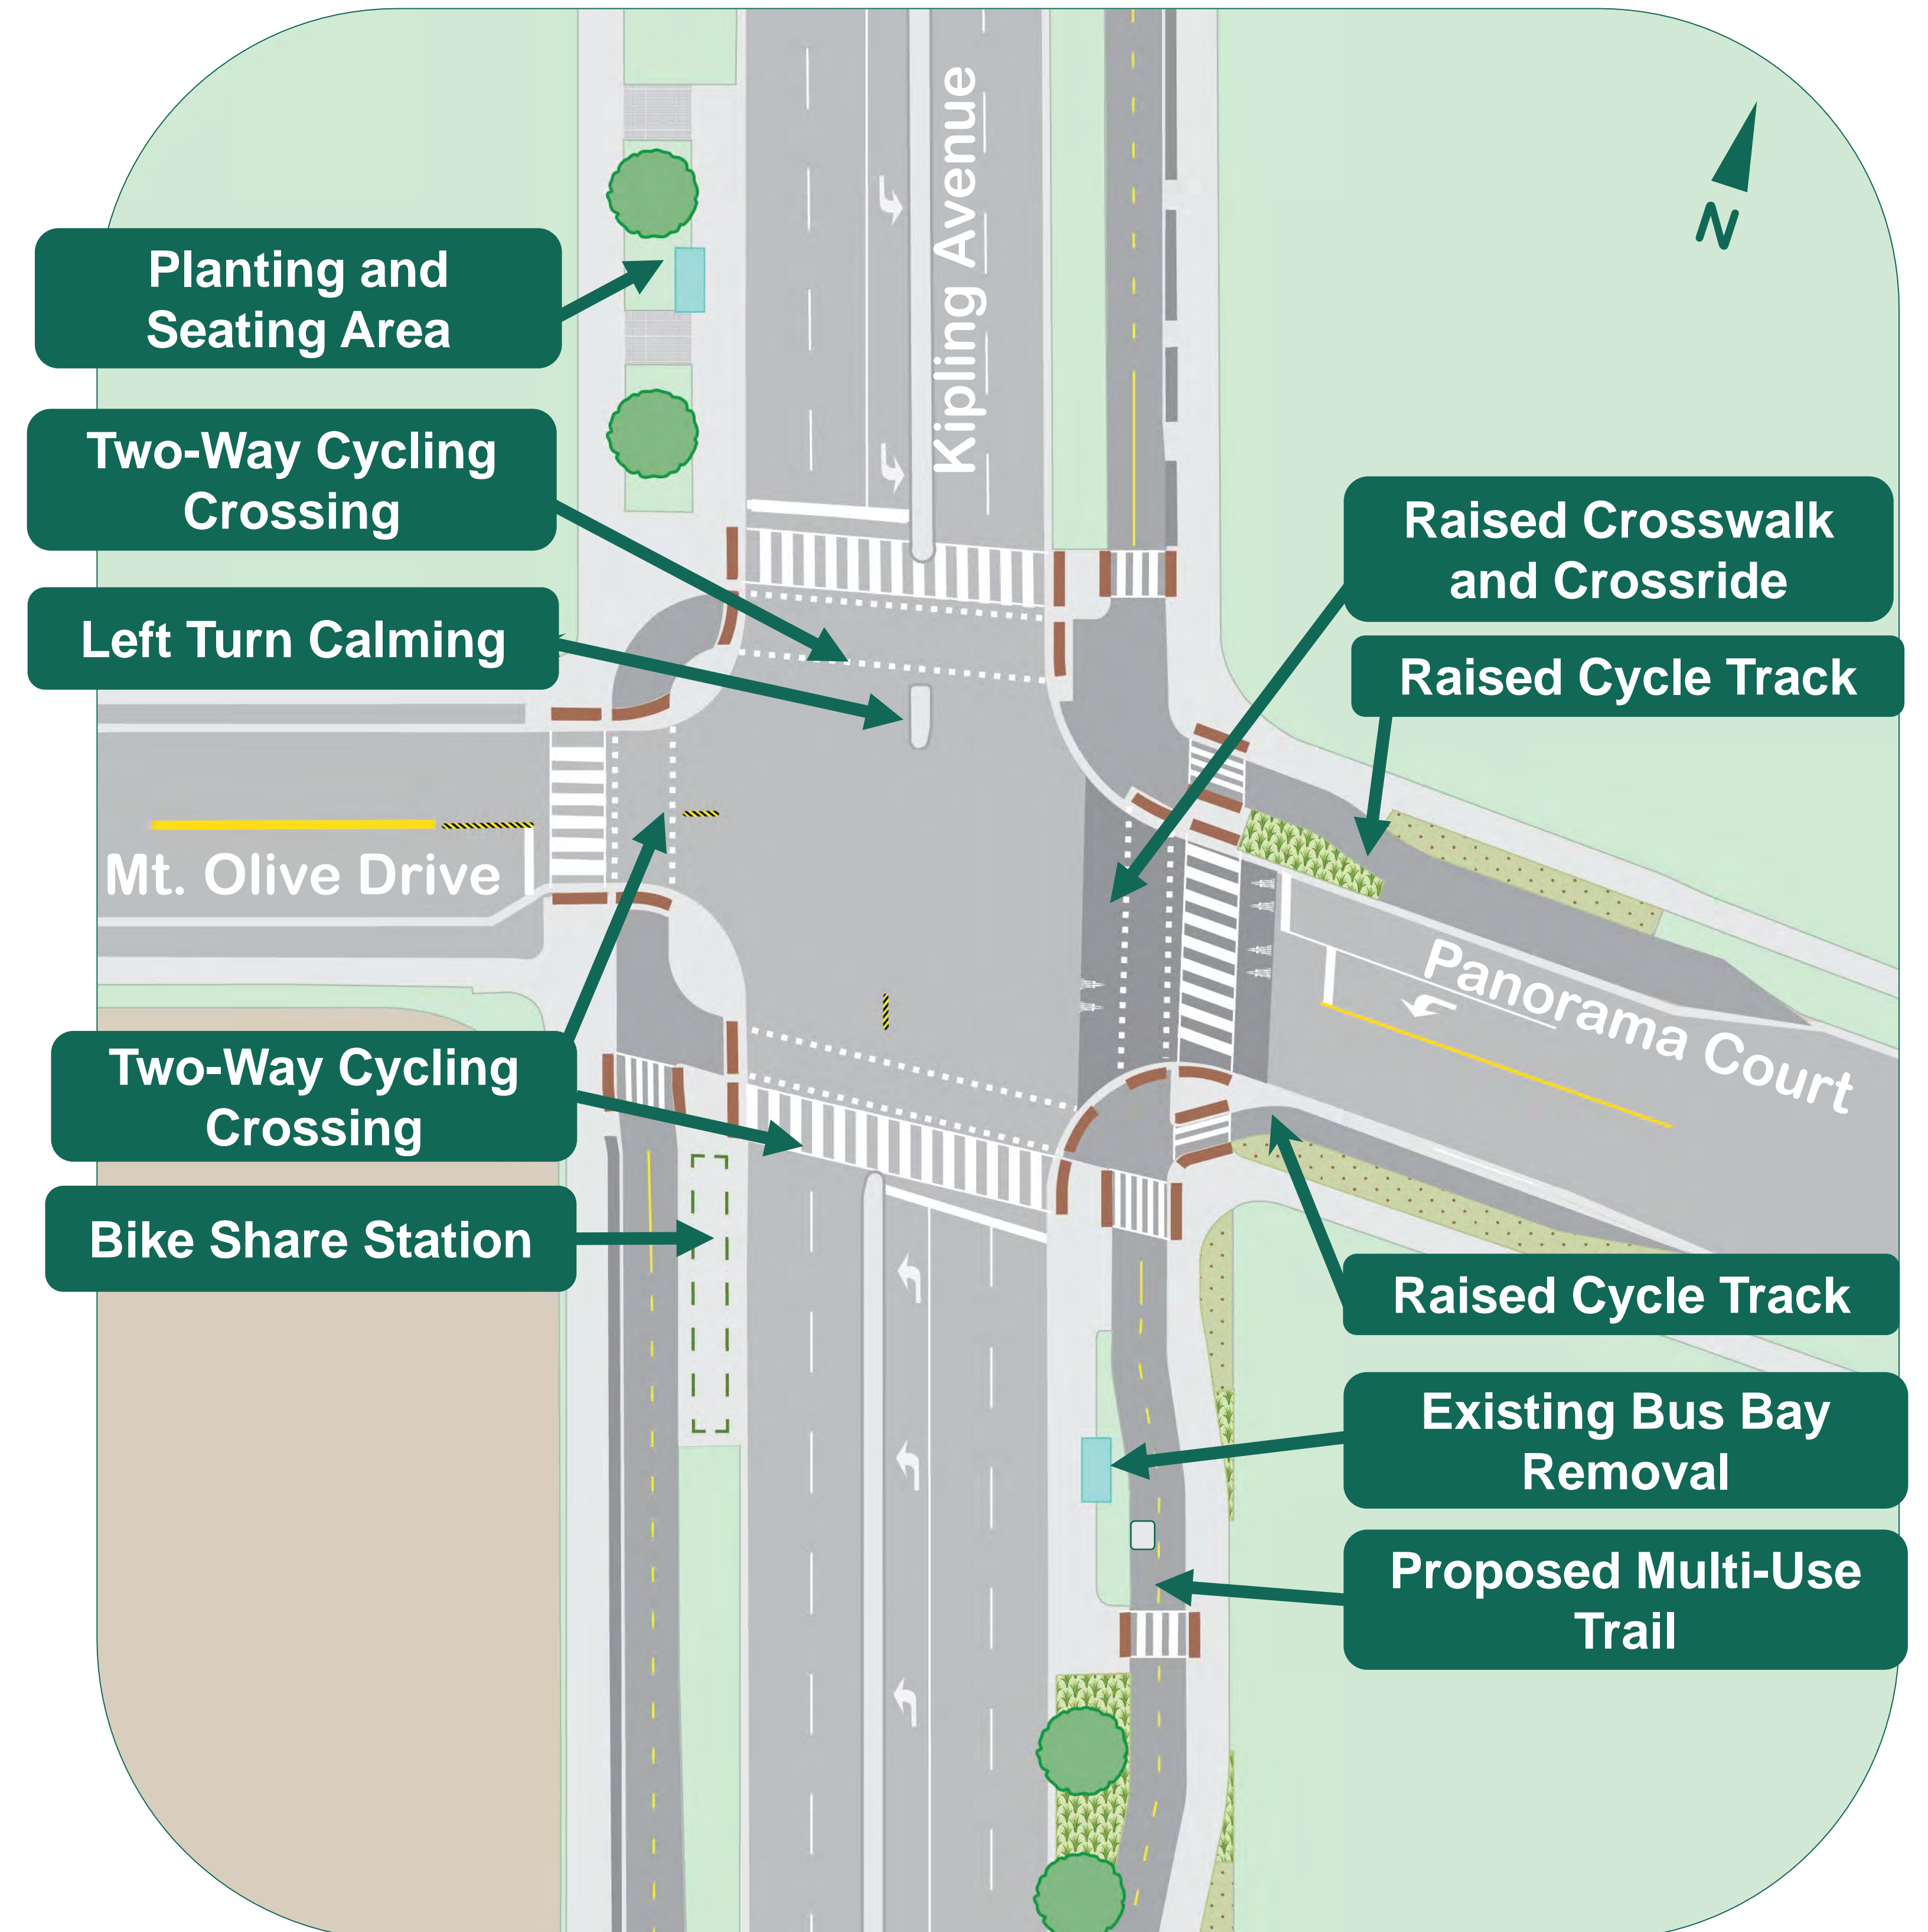 Kipling Avenue
N
Planting and
Seating Area
Two-Way Cycling
Crossing
Left Turn Calming
Raised Crosswalk
and Crossride
Raised Cycle Track
Mt. Olive Drive
Panorama Court
Two-Way Cycling
Crossing
Bike Share Station
Raised Cycle Track
Existing Bus Bay
Removal
Proposed Multi-Use
Trail